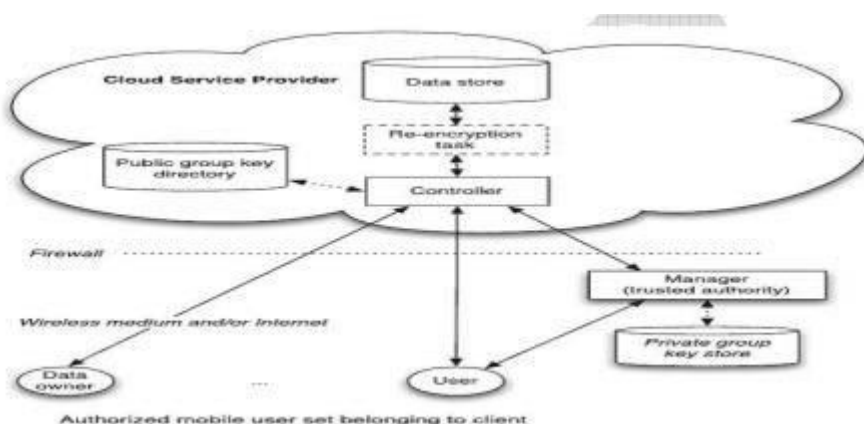 Cloud Service Provider
Data store
Re-encryption
task
Public group key
directory
Controller
Firewall
Manager
(trusted authority)
Wireless medium and/or Internet
Private group
key store
Data
owner
...
User
Authorized mobile user set belonging to client